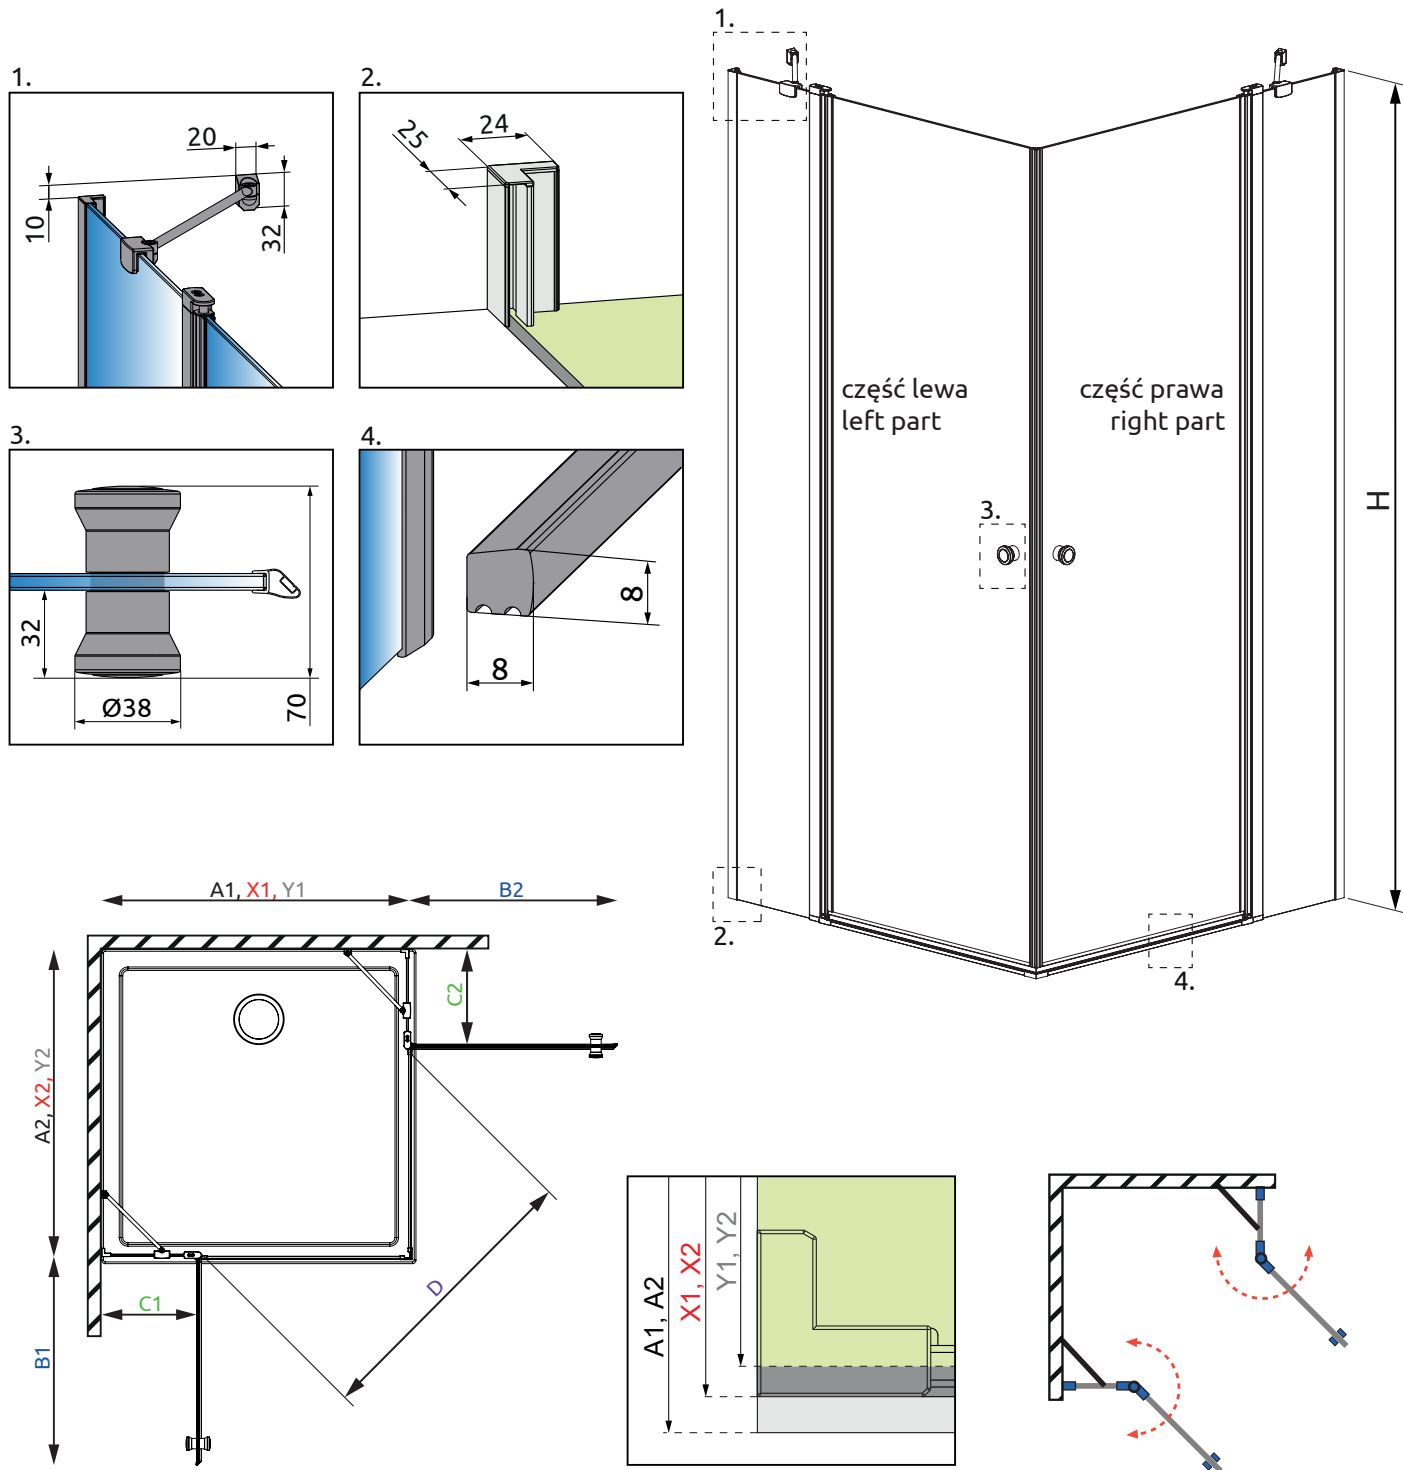 1.
20
10
32
2.
24
25
3.
32
Ø38
70
4.
8
8
1.
część lewa
left part
część prawa
right part
3.
H
2.
4.
A1, X1, Y1
B2
C2
A2, X2, Y2
C1
B1
D
A1, A2
X1, X2
Y1, Y2